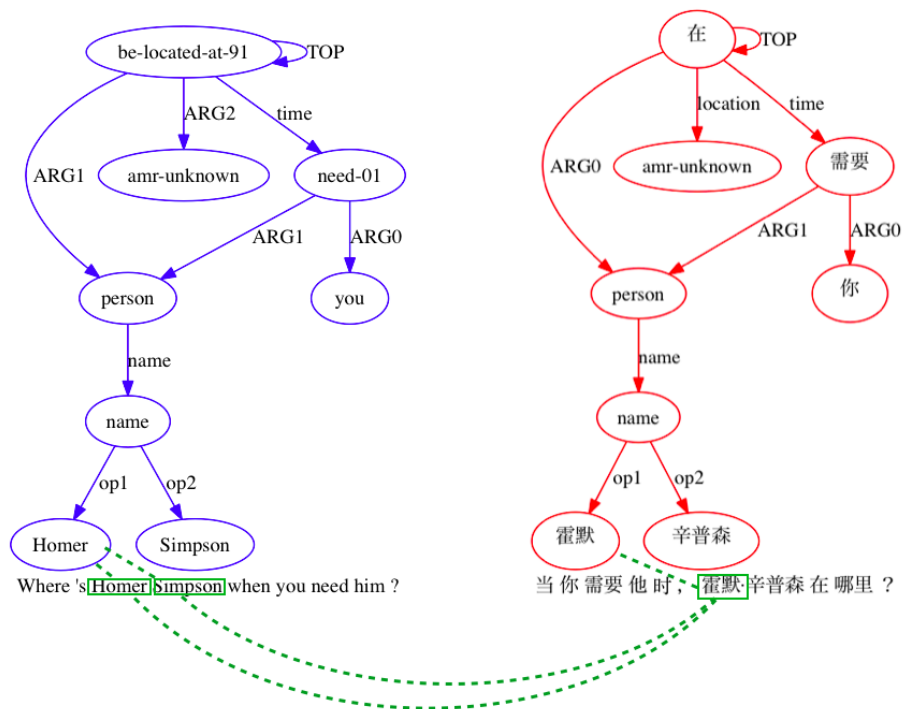 be-located-at-91 TOP
ARG2 time
ARG1
amr-unknown need-01
ARG1 ARG0
person you
name
name
op1 op2
Homer Simpson
Where 's Homer Simpson when you need him ?
在 TOP
location time
ARG0
amr-unknown 需要
ARG1 ARG0
person 你
name
name
op1 op2
霍默 辛普森
当 你 需要 他 时 ， 霍默·辛普森 在 哪里 ？